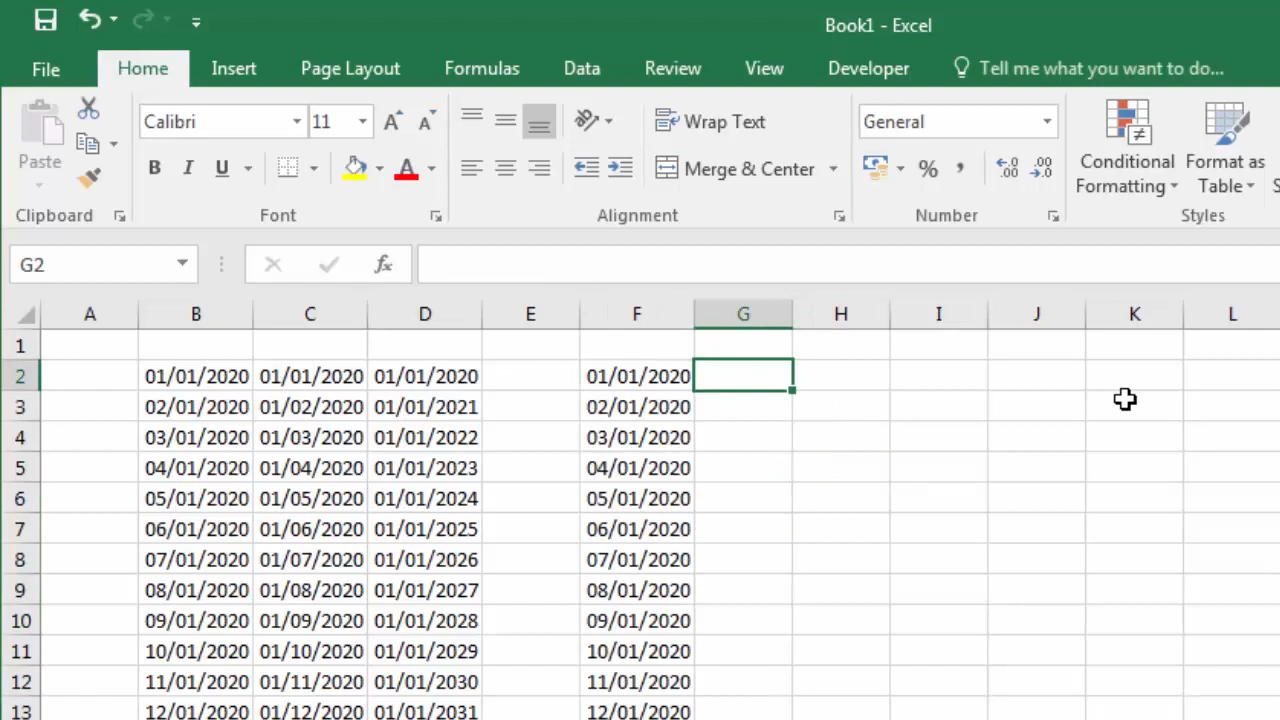 Book1 - Excel
File Home Insert Page Layout Formulas Data Review View Developer Tell me what you want to do...
Calibri 11 Wrap Text General
Paste B I U A Merge & Center % , Conditional Formatting Format as Table
Clipboard Font Alignment Number Styles
G2 fx
A B C D E F G H I J K L
1
2 01/01/2020 01/01/2020 01/01/2020 01/01/2020
3 02/01/2020 01/02/2020 01/01/2021 02/01/2020
4 03/01/2020 01/03/2020 01/01/2022 03/01/2020
5 04/01/2020 01/04/2020 01/01/2023 04/01/2020
6 05/01/2020 01/05/2020 01/01/2024 05/01/2020
7 06/01/2020 01/06/2020 01/01/2025 06/01/2020
8 07/01/2020 01/07/2020 01/01/2026 07/01/2020
9 08/01/2020 01/08/2020 01/01/2027 08/01/2020
10 09/01/2020 01/09/2020 01/01/2028 09/01/2020
11 10/01/2020 01/10/2020 01/01/2029 10/01/2020
12 11/01/2020 01/11/2020 01/01/2030 11/01/2020
13 12/01/2020 01/12/2020 01/01/2031 12/01/2020